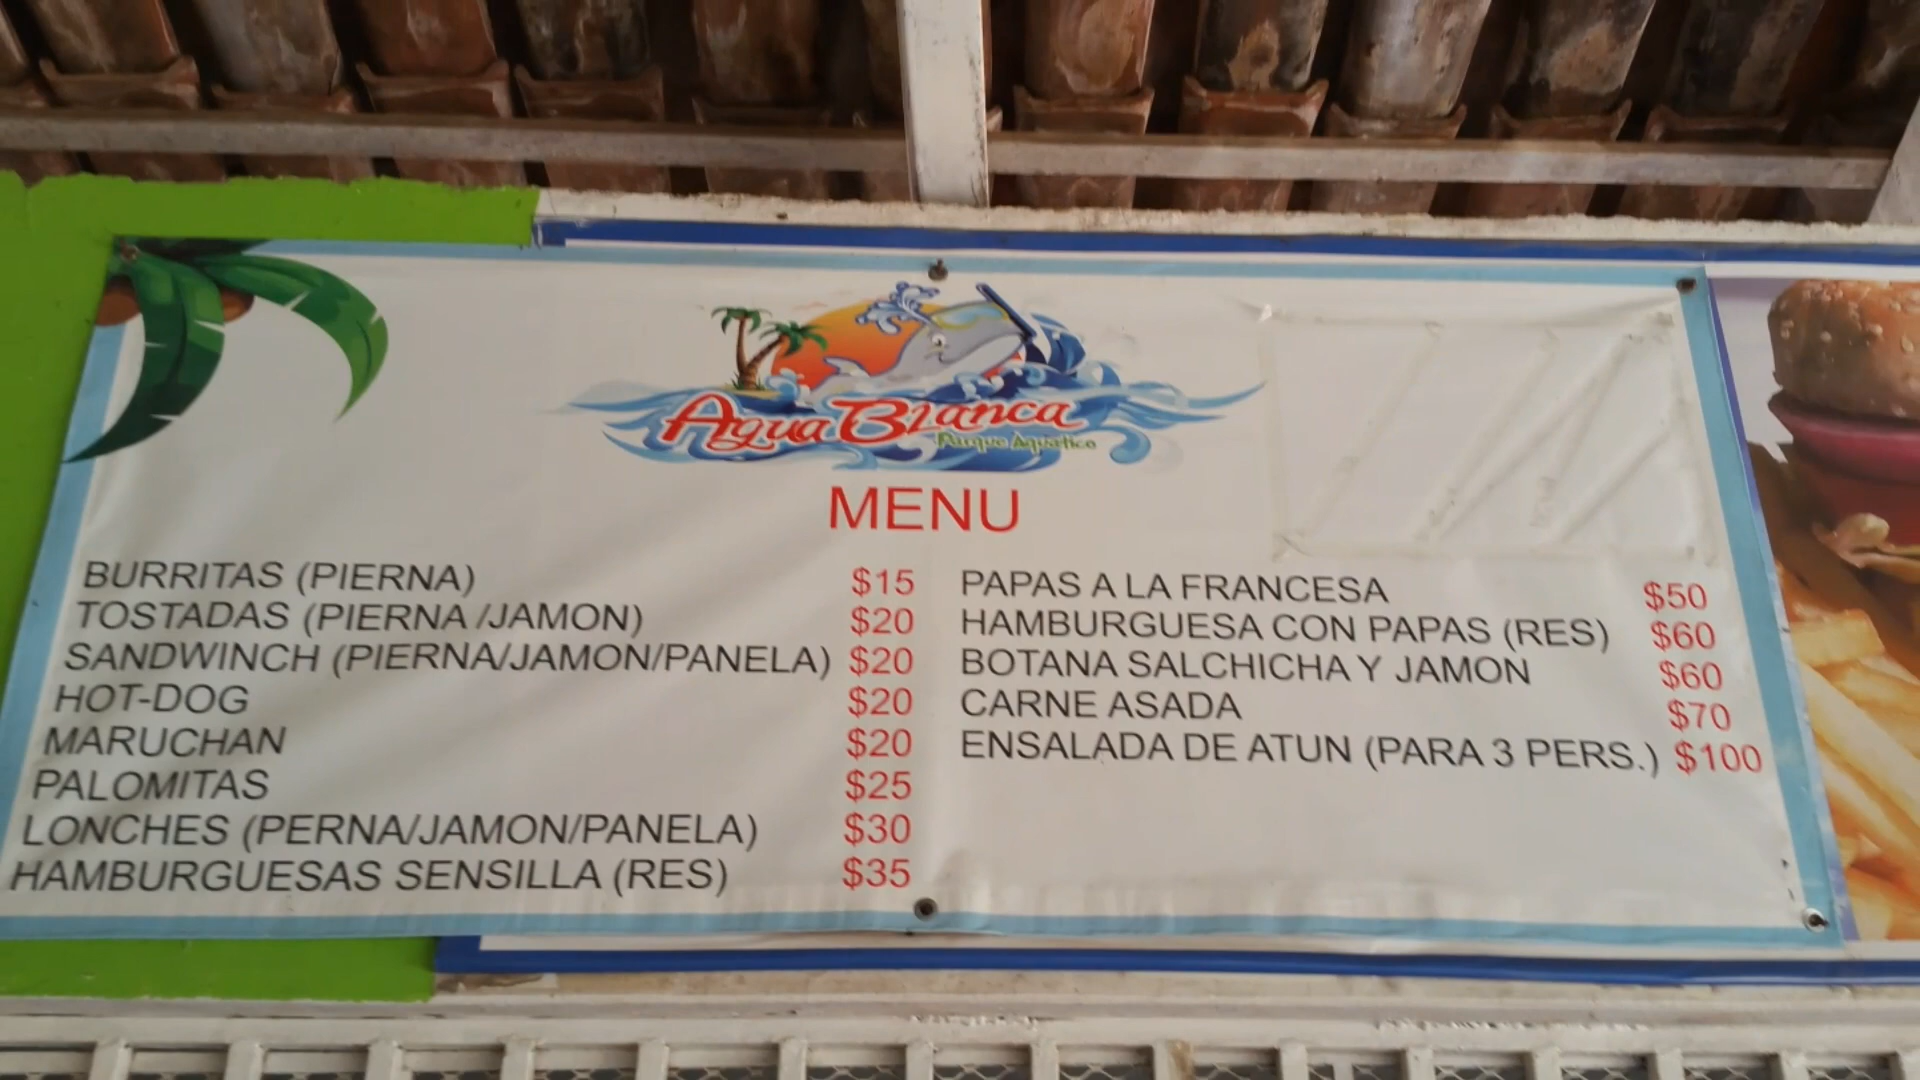 Agua Blanca
Parque Aquatico
MENU
BURRITAS (PIERNA) $15
TOSTADAS (PIERNA /JAMON) $20
SANDWINCH (PIERNA/JAMON/PANELA) $20
HOT-DOG $20
MARUCHAN $20
PALOMITAS $25
LONCHES (PERNA/JAMON/PANELA) $30
HAMBURGUESAS SENSILLA (RES) $35
PAPAS A LA FRANCESA $50
HAMBURGUESA CON PAPAS (RES) $60
BOTANA SALCHICHA Y JAMON $60
CARNE ASADA $70
ENSALADA DE ATUN (PARA 3 PERS.) $100